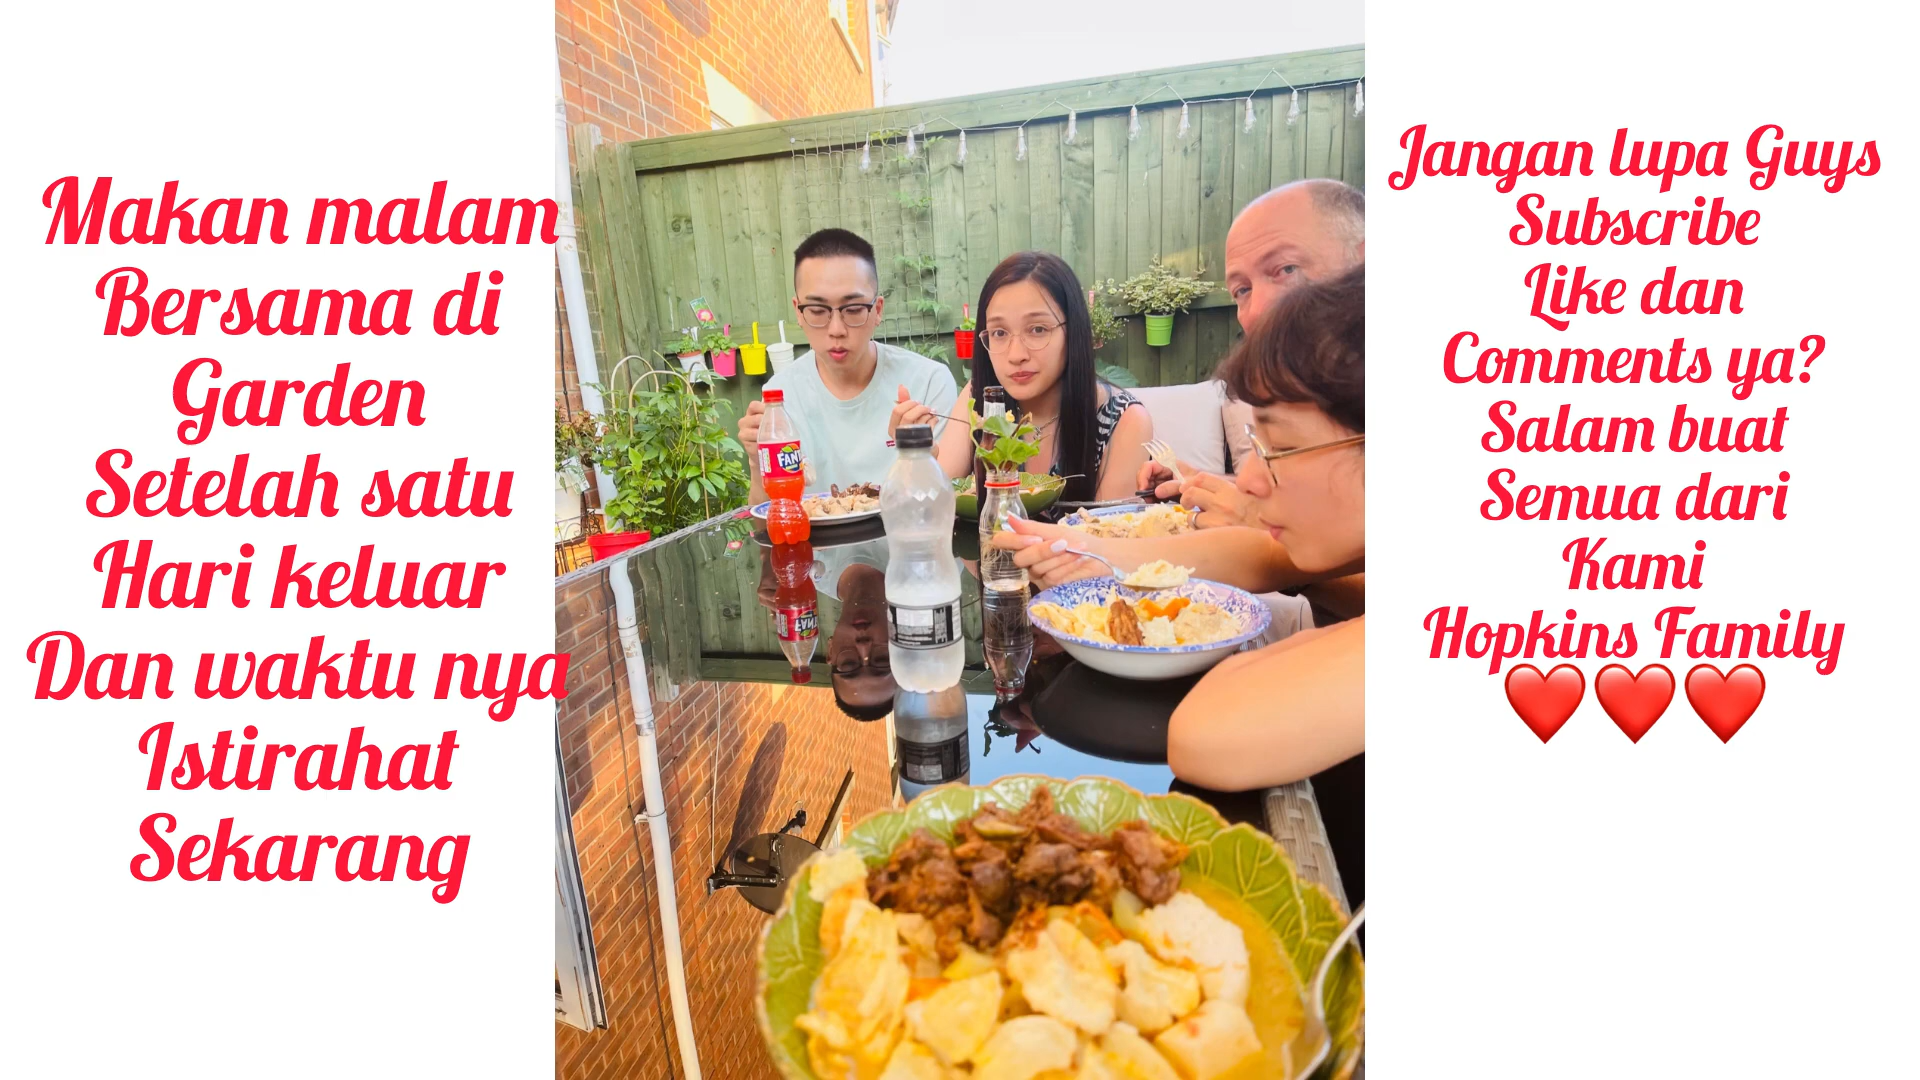 Makan malam
Bersama di
Garden
Setelah satu
Hari keluar
Dan waktu nya
Istirahat
Sekarang
Jangan lupa Guys
Subscribe
Like dan
Comments ya?
Salam buat
Semua dari
Kami
Hopkins Family
❤️❤️❤️